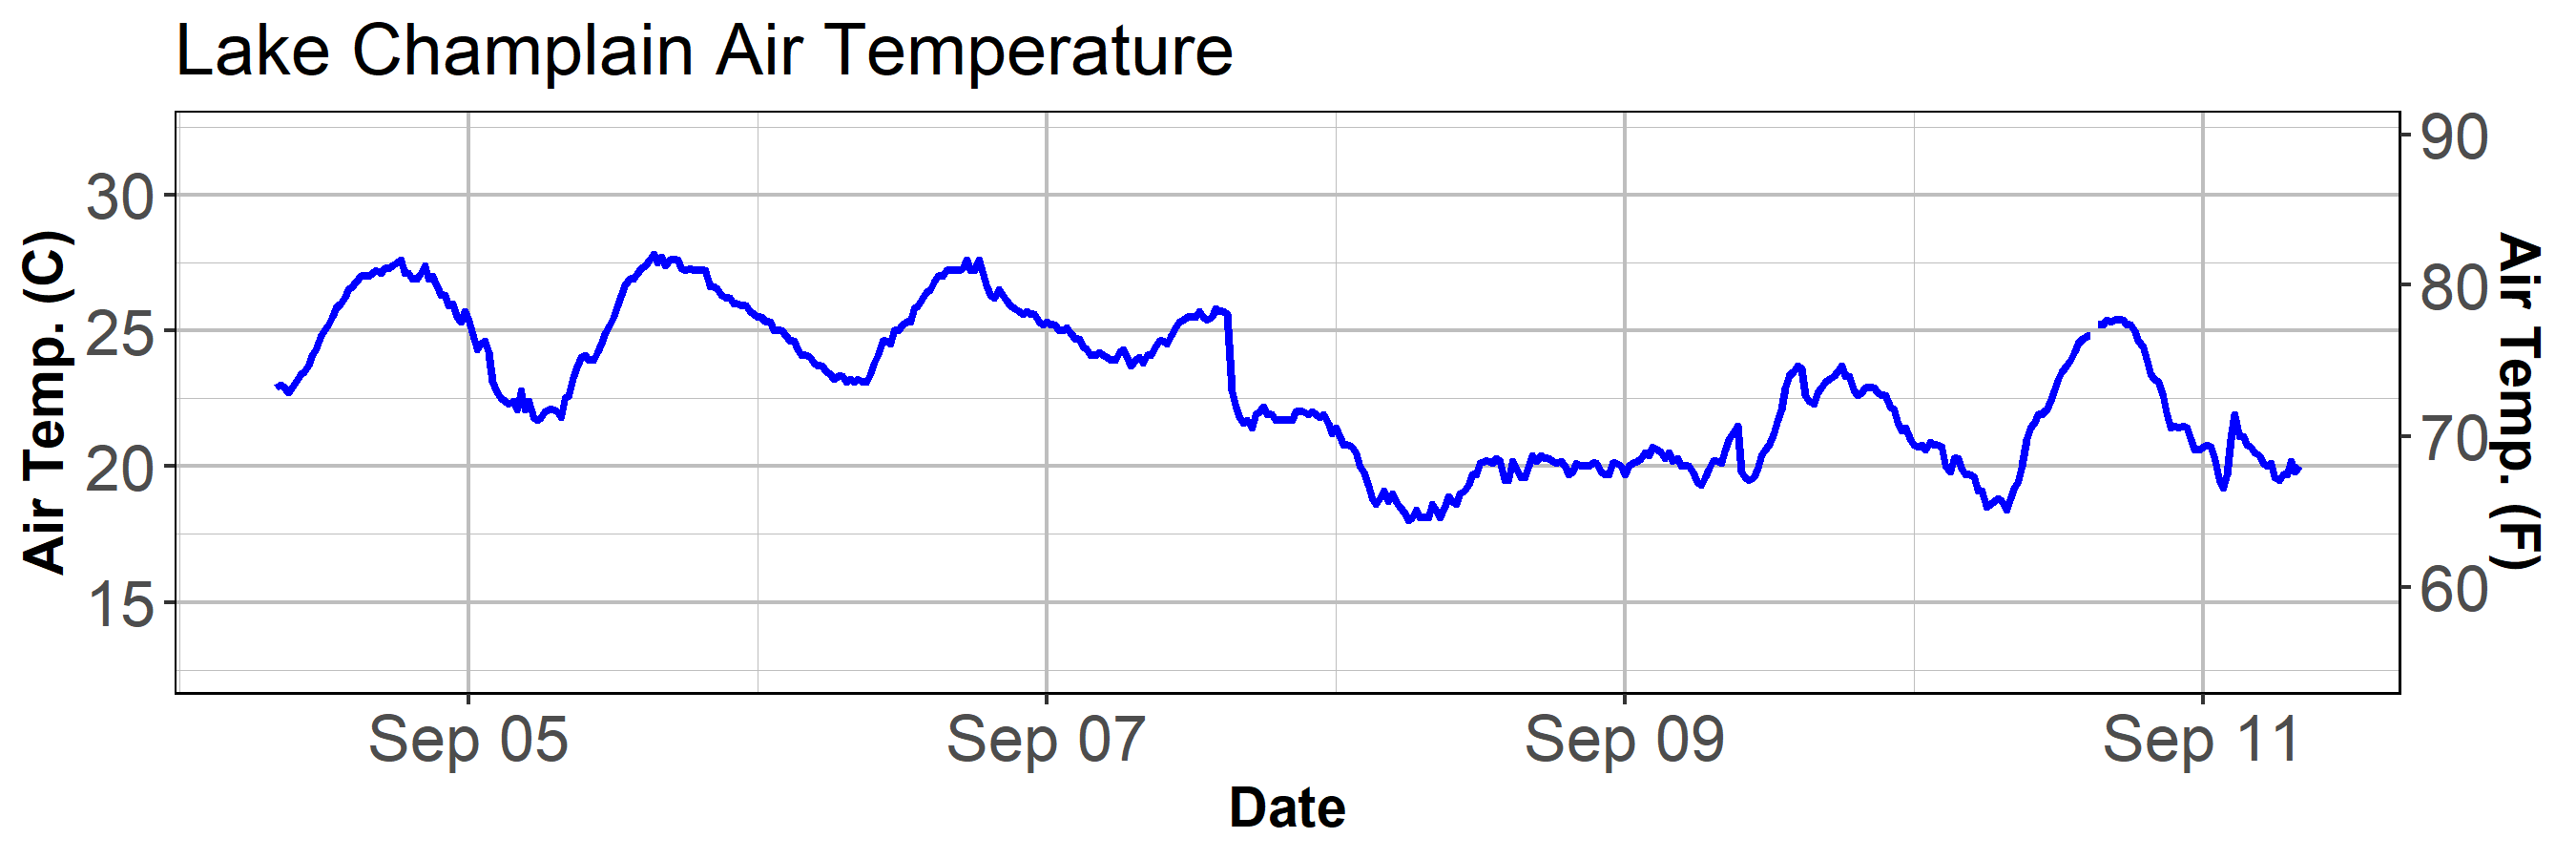 Lake Champlain Air Temperature
Air Temp. (C)
30
25
20
15
90
80
70
60
Air Temp. (F)
Sep 05 Sep 07 Sep 09 Sep 11
Date